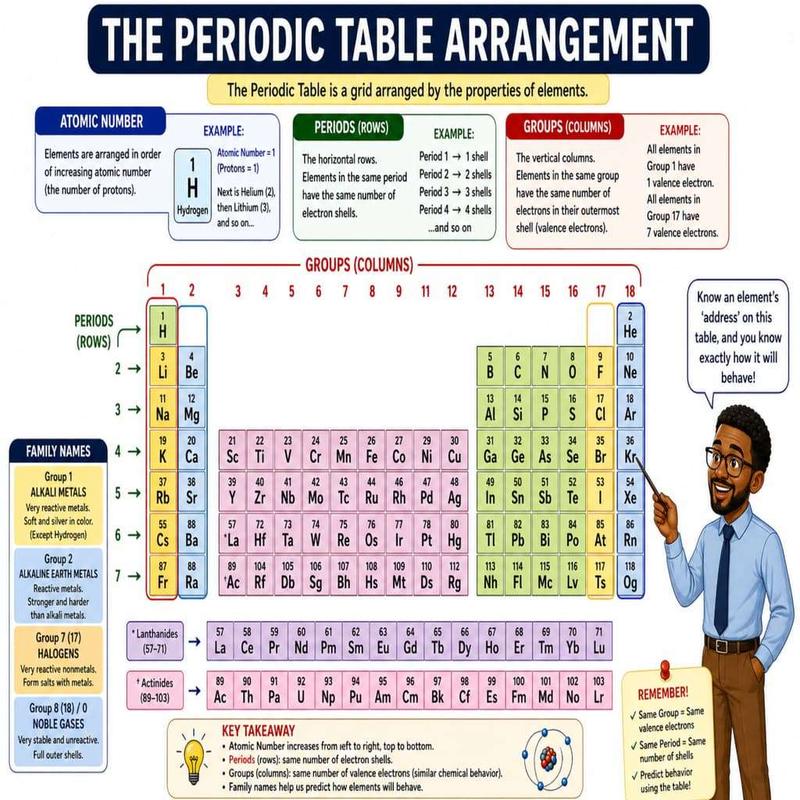 THE PERIODIC TABLE ARRANGEMENT
The Periodic Table is a grid arranged by the properties of elements.
ATOMIC NUMBER
Elements are arranged in order
of increasing atomic number
(the number of protons).
EXAMPLE:
1
H
Hydrogen
Atomic Number = 1
(Protons = 1)
Next is Helium (2),
then Lithium (3),
and so on...
PERIODS (ROWS)
The horizontal rows.
Elements in the same period
have the same number of
electron shells.
EXAMPLE:
Period 1 → 1 shell
Period 2 → 2 shells
Period 3 → 3 shells
Period 4 → 4 shells
...and so on
GROUPS (COLUMNS)
The vertical columns.
Elements in the same group
have the same number of
electrons in their outermost
shell (valence electrons).
EXAMPLE:
All elements in
Group 1 have
1 valence electron.
All elements in
Group 17 have
7 valence electrons.
GROUPS (COLUMNS)
1 2 3 4 5 6 7 8 9 11 12 13 14 15 16 17 18
PERIODS
(ROWS)
1 2
H He
2 → 3 4 5 6 7 8 9 10
Li Be B C N O F Ne
3 → 11 12 13 14 15 16 17 18
Na Mg Al Si P S Cl Ar
4 → 19 20 21 22 23 24 25 27 27 29 30 31 32 33 34 35 36
K Ca Sc Ti V Cr Mn Fe Co Ni Cu Ga Ge As Se Br Kr
5 → 37 38 39 40 41 42 43 44 45 47 48 49 50 51 52 53 54
Rb Sr Y Zr Nb Mo Tc Ru Rh Pd Ag In Sn Sb Te I Xe
6 → 55 88 57 72 74 74 75 76 77 78 80 81 82 83 84 85 86
Cs Ba *La Hf Ta W Re Os Ir Pt Hg Tl Pb Bi Po At Rn
7 → 87 88 89 104 105 106 107 108 109 110 112 113 114 115 116 117 118
Fr Ra †Ac Rf Db Sg Bh Hs Mt Ds Rg Nh Fl Mc Lv Ts Og
* Lanthanides
(57–71)
57 58 59 60 61 62 63 64 65 66 67 68 69 70 71
La Ce Pr Nd Pm Sm Eu Gd Tb Dy Ho Er Tm Yb Lu
† Actinides
(89–103)
89 90 91 92 93 94 95 96 97 98 99 100 101 102 103
Ac Th Pa U Np Pu Am Cm Bk Cf Es Fm Md No Lr
FAMILY NAMES
Group 1
ALKALI METALS
Very reactive metals.
Soft and silver in color.
(Except Hydrogen)
Group 2
ALKALINE EARTH METALS
Reactive metals.
Stronger and harder
than alkali metals.
Group 7 (17)
HALOGENS
Very reactive nonmetals.
Form salts with metals.
Group 8 (18) / 0
NOBLE GASES
Very stable and unreactive.
Full outer shells.
Know an element's
'address' on this
table, and you know
exactly how it will
behave!
KEY TAKEAWAY
• Atomic Number increases from left to right, top to bottom.
• Periods (rows): same number of electron shells.
• Groups (columns): same number of valence electrons (similar chemical behavior).
• Family names help us predict how elements will behave.
REMEMBER!
✓ Same Group = Same
valence electrons
✓ Same Period = Same
number of shells
✓ Predict behavior
using the table!